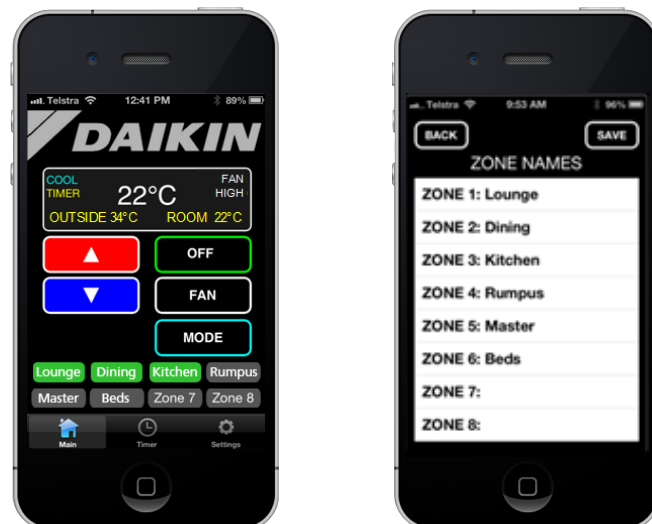 Telstra 12:41 PM 89%
DAIKIN
COOL FAN
TIMER 22°C HIGH
OUTSIDE 34°C ROOM 22°C
OFF
FAN
MODE
Lounge Dining Kitchen Rumpus
Master Beds Zone 7 Zone 8
Main Timer Settings
Telstra 9:53 AM 96%
BACK SAVE
ZONE NAMES
ZONE 1: Lounge
ZONE 2: Dining
ZONE 3: Kitchen
ZONE 4: Rumpus
ZONE 5: Master
ZONE 6: Beds
ZONE 7:
ZONE 8: